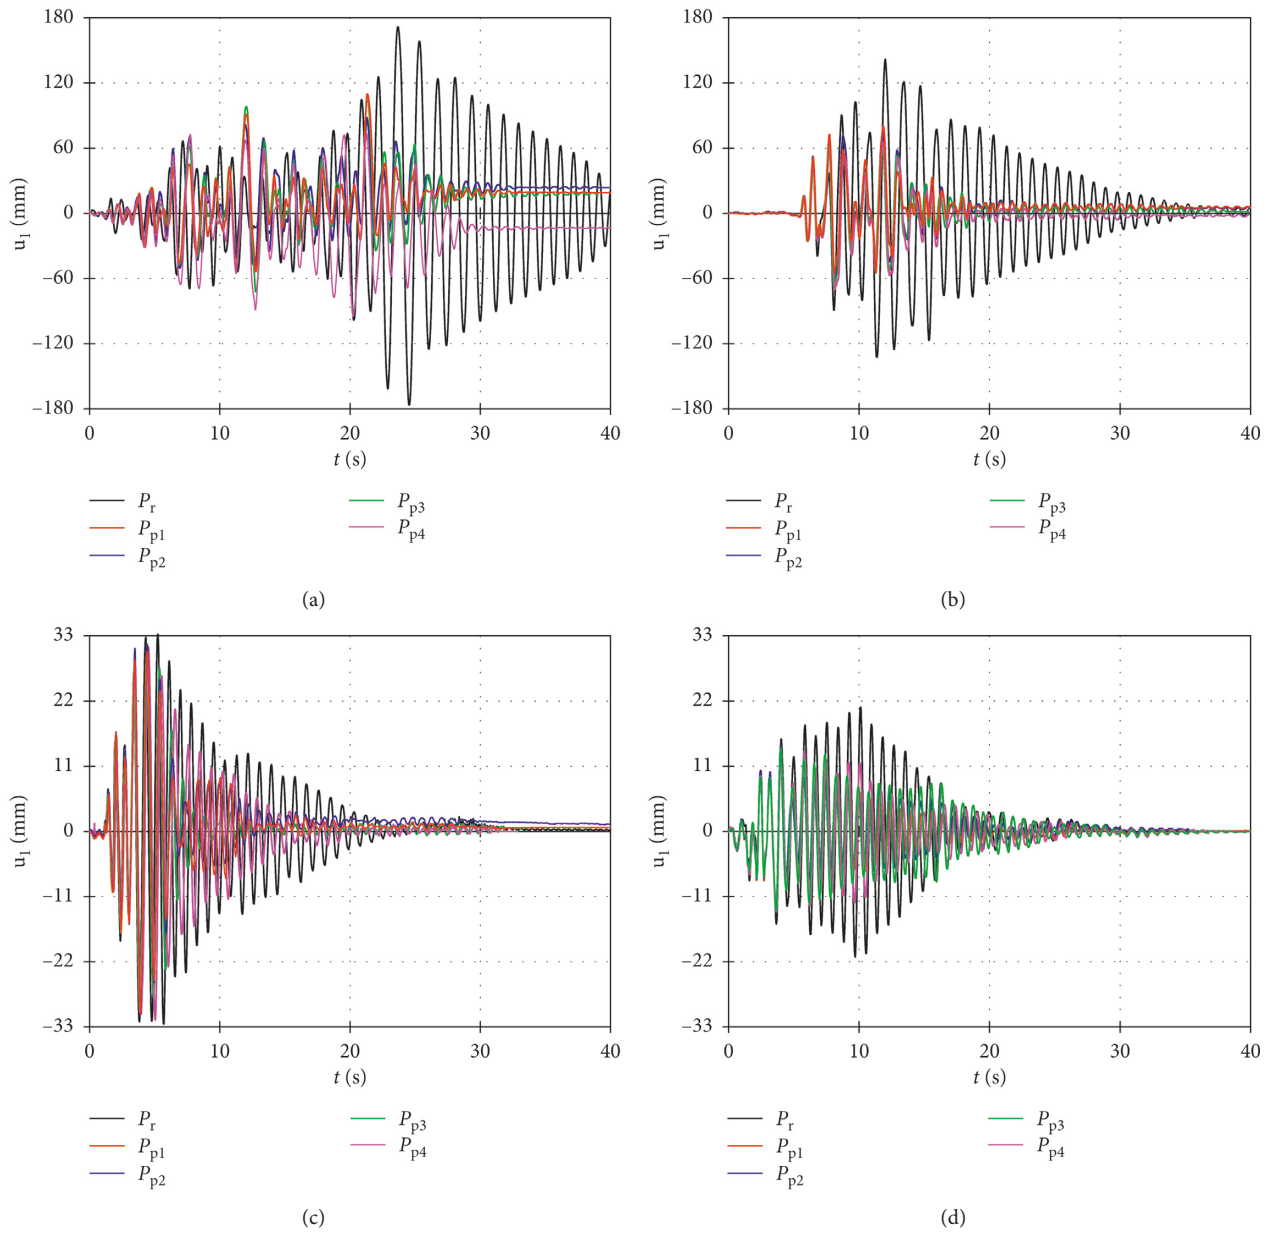 180
120
60
0
–60
–120
–180
u1 (mm)
0 10 20 30 40
t (s)
Pr
Pp1
Pp2
Pp3
Pp4
(a)
180
120
60
0
–60
–120
–180
u1 (mm)
0 10 20 30 40
t (s)
Pr
Pp1
Pp2
Pp3
Pp4
(b)
33
22
11
0
–11
–22
–33
u1 (mm)
0 10 20 30 40
t (s)
Pr
Pp1
Pp2
Pp3
Pp4
(c)
33
22
11
0
–11
–22
–33
u1 (mm)
0 10 20 30 40
t (s)
Pr
Pp1
Pp2
Pp3
Pp4
(d)